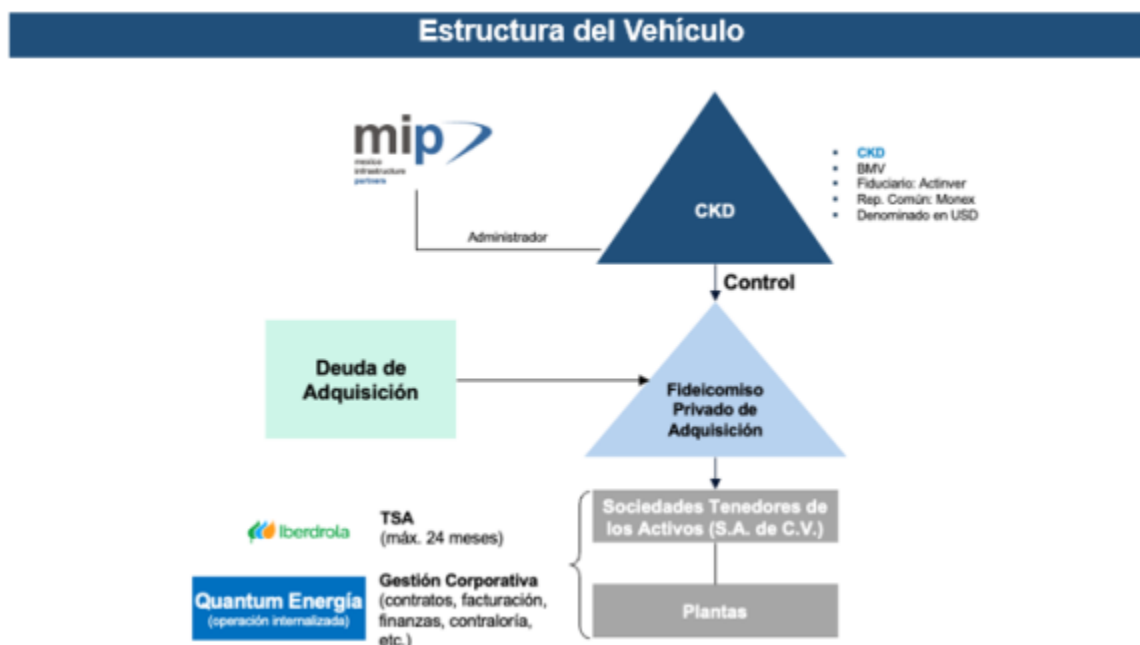 Estructura del Vehículo
mip
mexico
infrastructure
partners
Administrador
CKD
CKD
BMV
Fiduciario: Actinver
Rep. Común: Monex
Denominado en USD
Control
Deuda de
Adquisición
Fideicomiso
Privado de
Adquisición
Iberdrola
TSA
(máx. 24 meses)
Sociedades Tenedores de
los Activos (S.A. de C.V.)
Quantum Energía
(operación internalizada)
Gestión Corporativa
(contratos, facturación,
finanzas, contraloría,
etc.)
Plantas